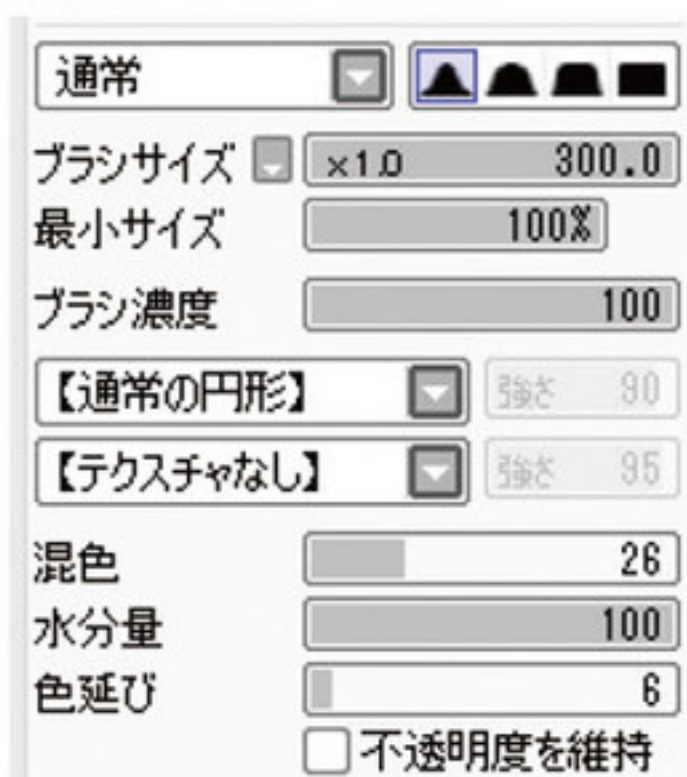 通常
ブラシサイズ ×1.0 300.0
最小サイズ 100%
ブラシ濃度 100
【通常の円形】 強さ 90
【テクスチャなし】 強さ 95
混色 26
水分量 100
色延び 6
不透明度を維持